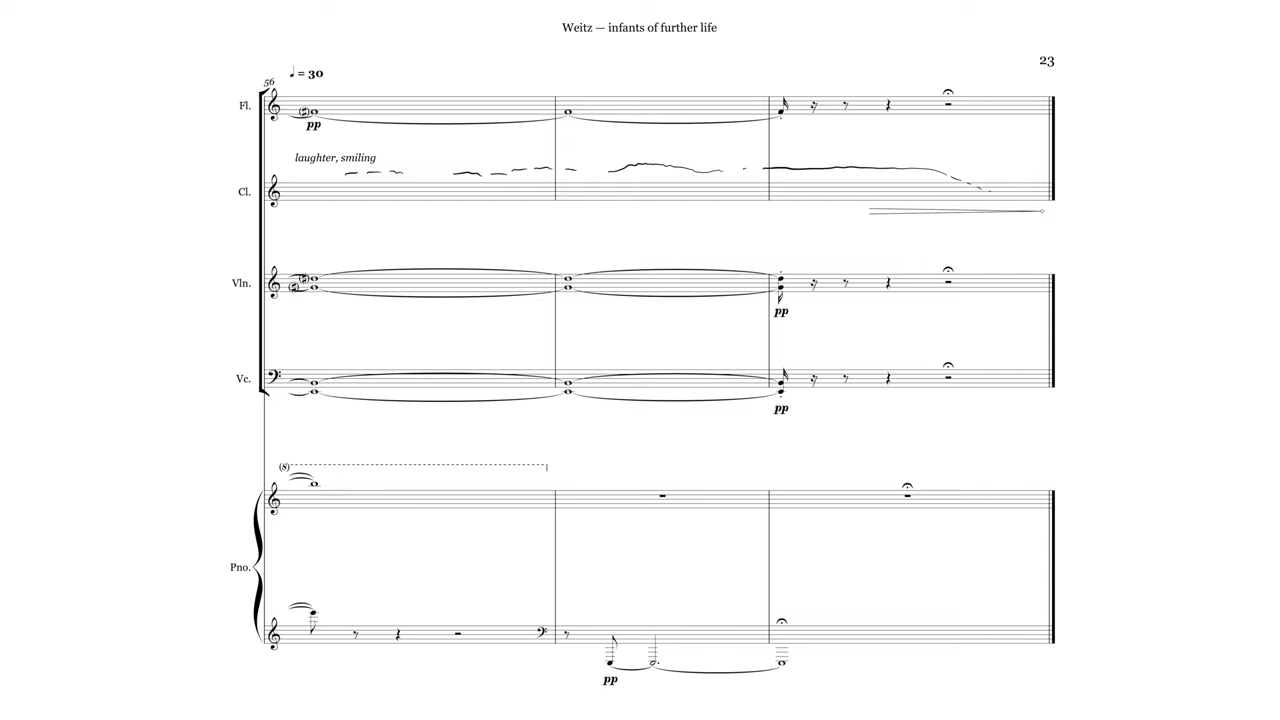 Weitz — infants of further life
23
56
♩ = 30
Fl.
pp
laughter, smiling
Cl.
Vln.
pp
Vc.
pp
(8)
Pno.
pp